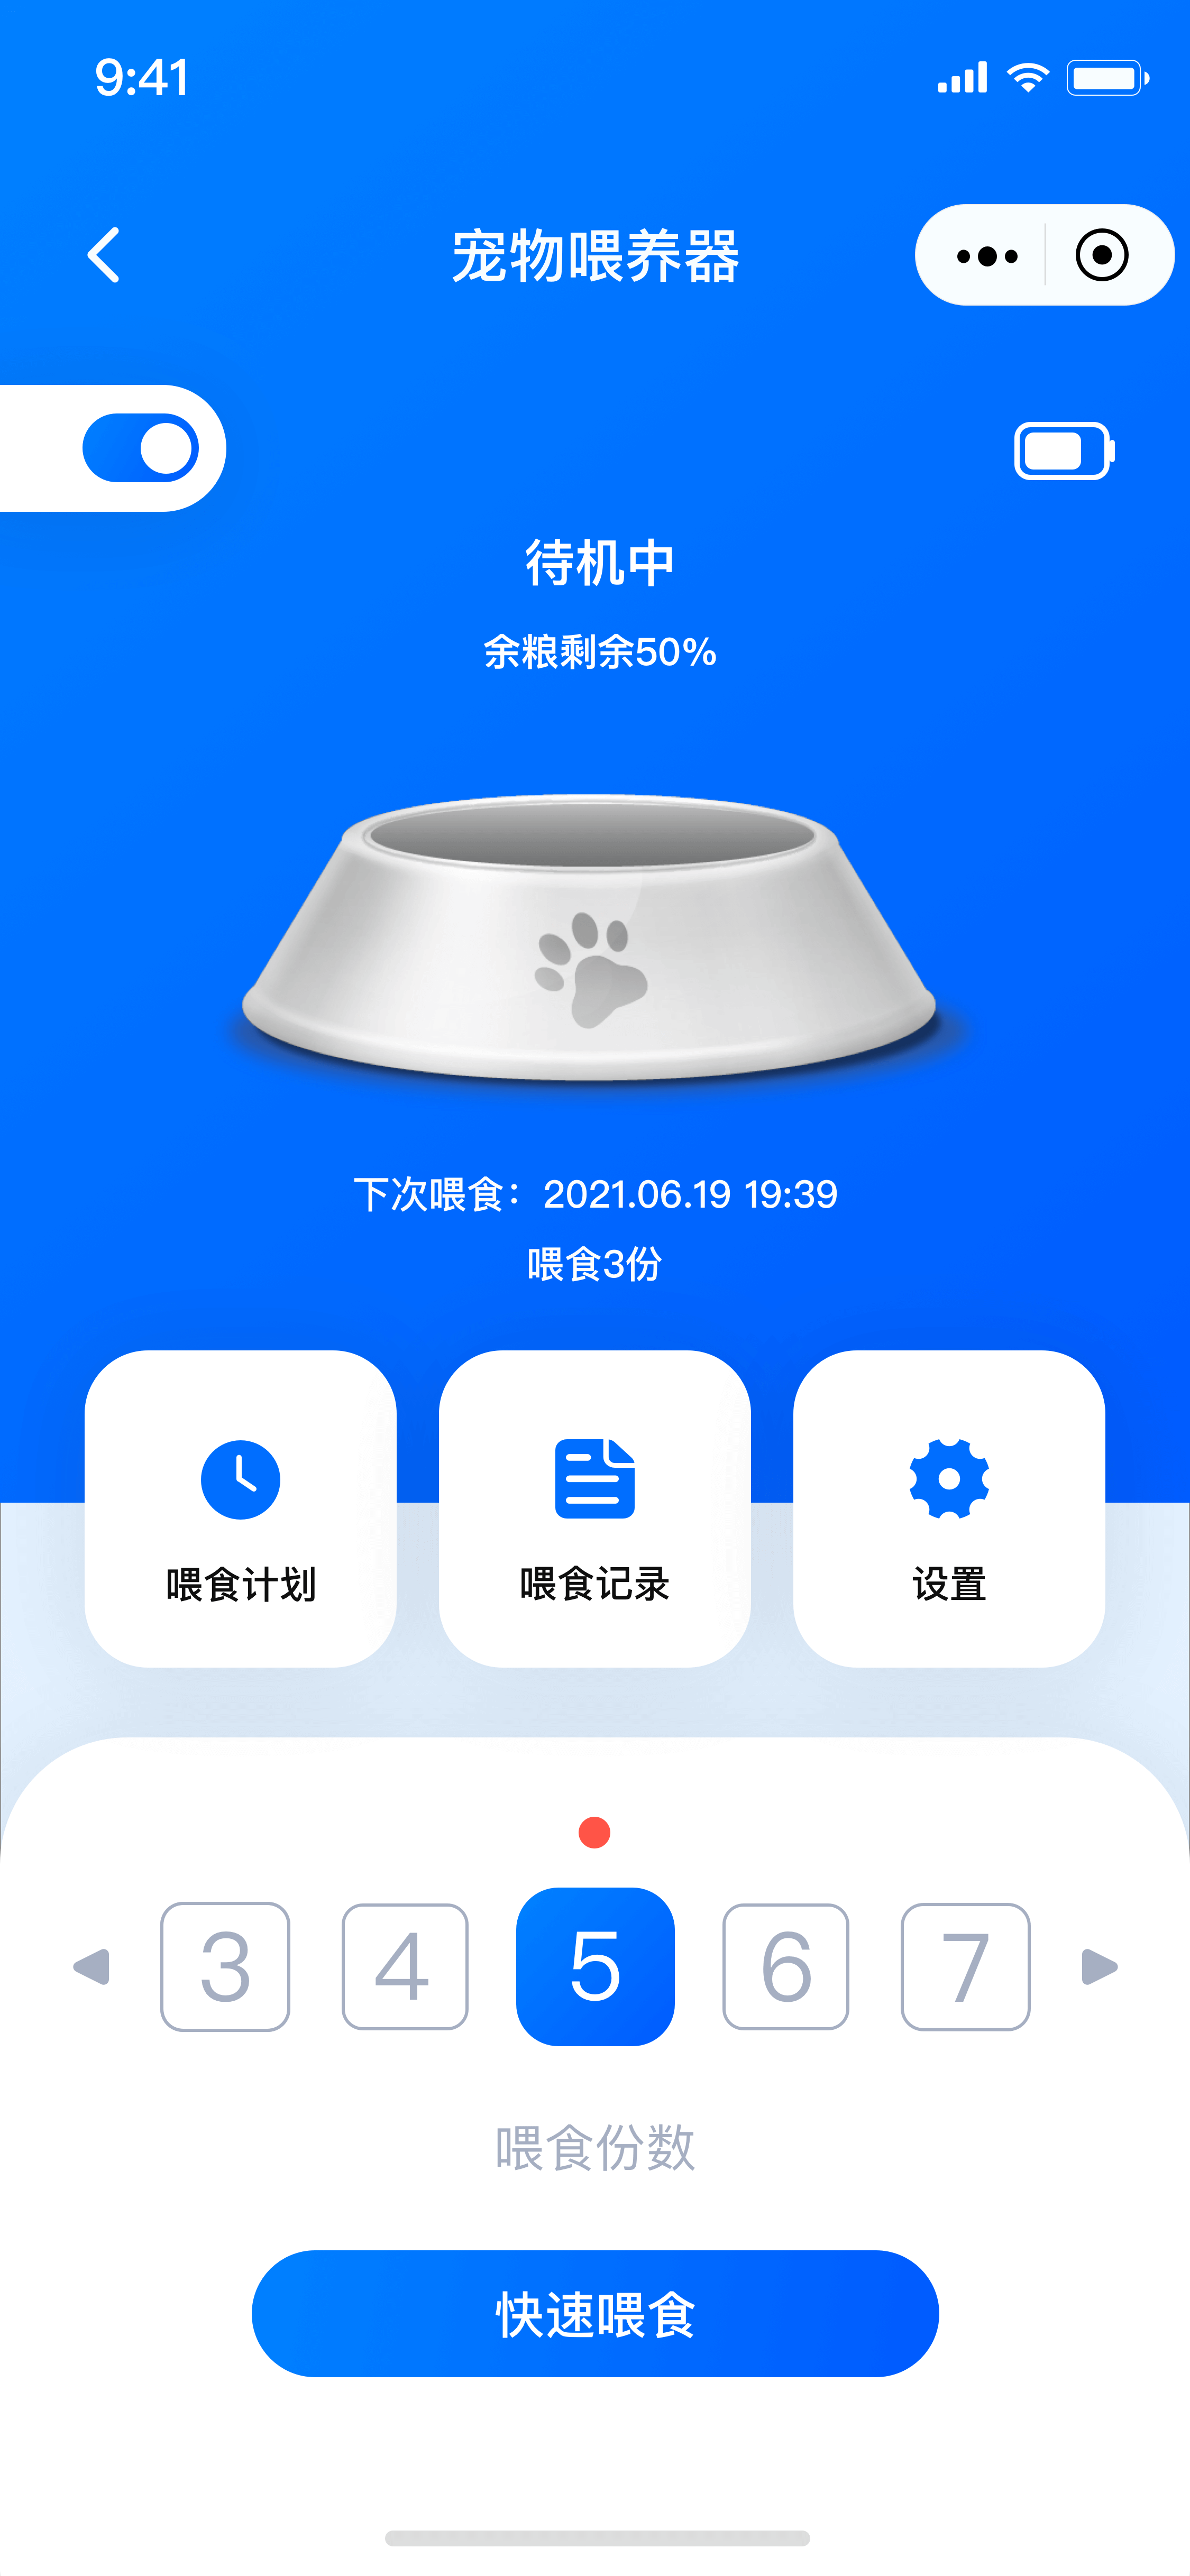 9:41
宠物喂养器
待机中
余粮剩余50%
下次喂食：2021.06.19 19:39
喂食3份
喂食计划 喂食记录 设置
3 4 5 6 7
喂食份数
快速喂食